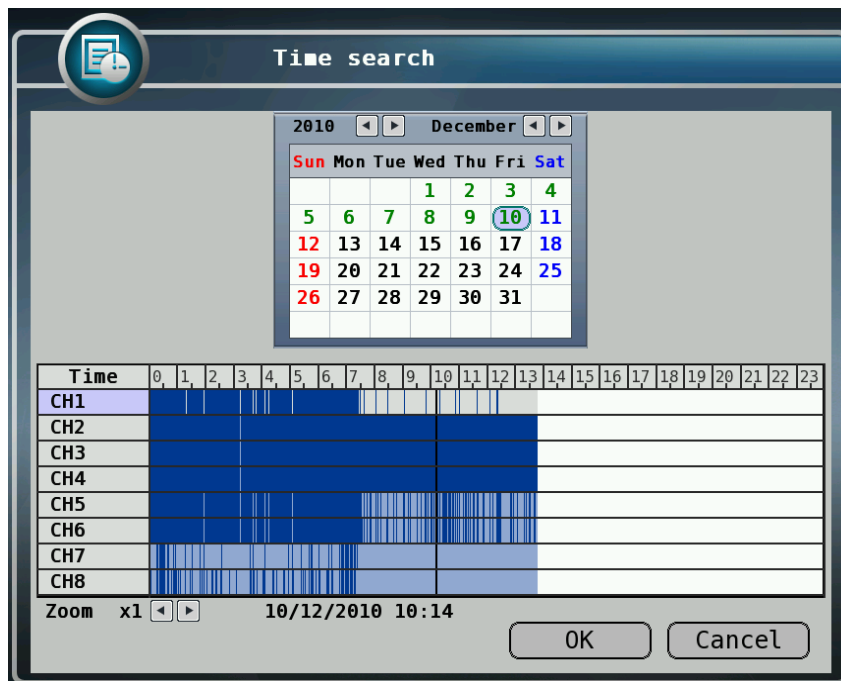 Time search
2010 December
Sun Mon Tue Wed Thu Fri Sat
1 2 3 4
5 6 7 8 9 10 11
12 13 14 15 16 17 18
19 20 21 22 23 24 25
26 27 28 29 30 31
Time 0 1 2 3 4 5 6 7 8 9 10 11 12 13 14 15 16 17 18 19 20 21 22 23
CH1
CH2
CH3
CH4
CH5
CH6
CH7
CH8
Zoom x1 10/12/2010 10:14
OK Cancel